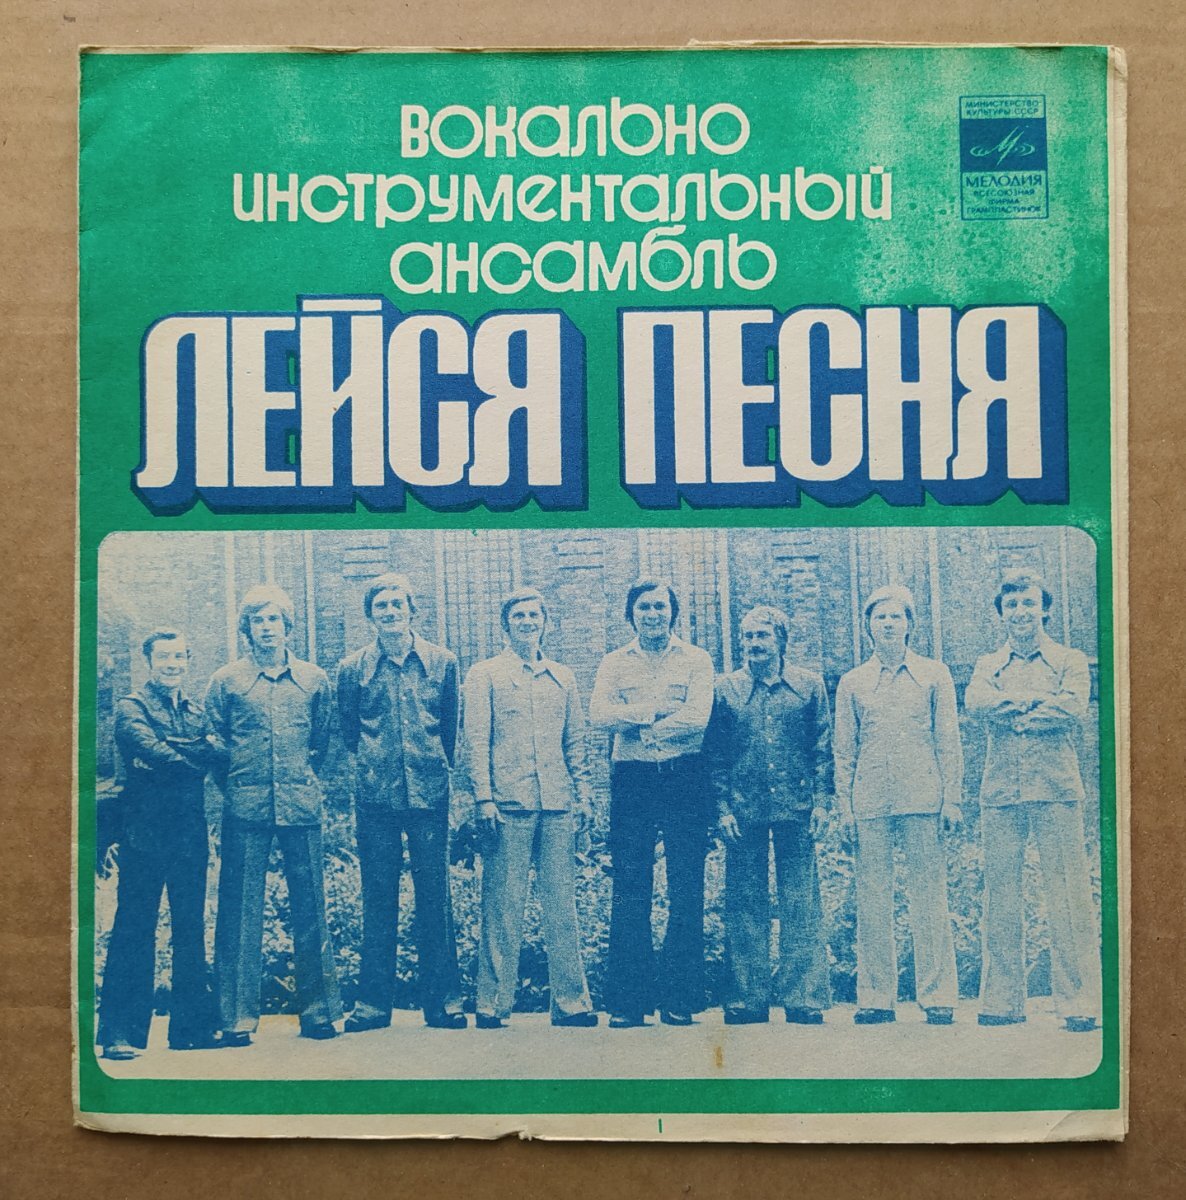 ВОКАЛЬНО
ИНСТРУМЕНТАЛЬНЫЙ
АНСАМБЛЬ
ЛЕЙСЯ ПЕСНЯ
МИНИСТЕРСТВО
КУЛЬТУРЫ СССР
МЕЛОДИЯ
ВСЕСОЮЗНАЯ
ФИРМА
ГРАМПЛАСТИНОК